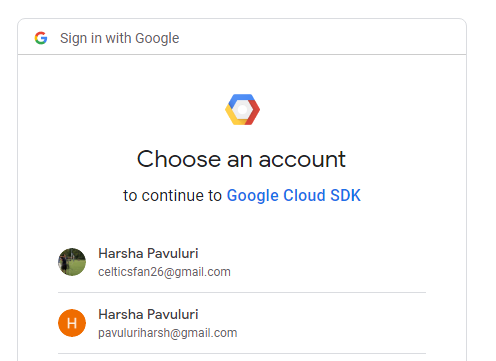 Sign in with Google
Choose an account
to continue to Google Cloud SDK
Harsha Pavuluri
celticsfan26@gmail.com
H
Harsha Pavuluri
pavuluriharsh@gmail.com